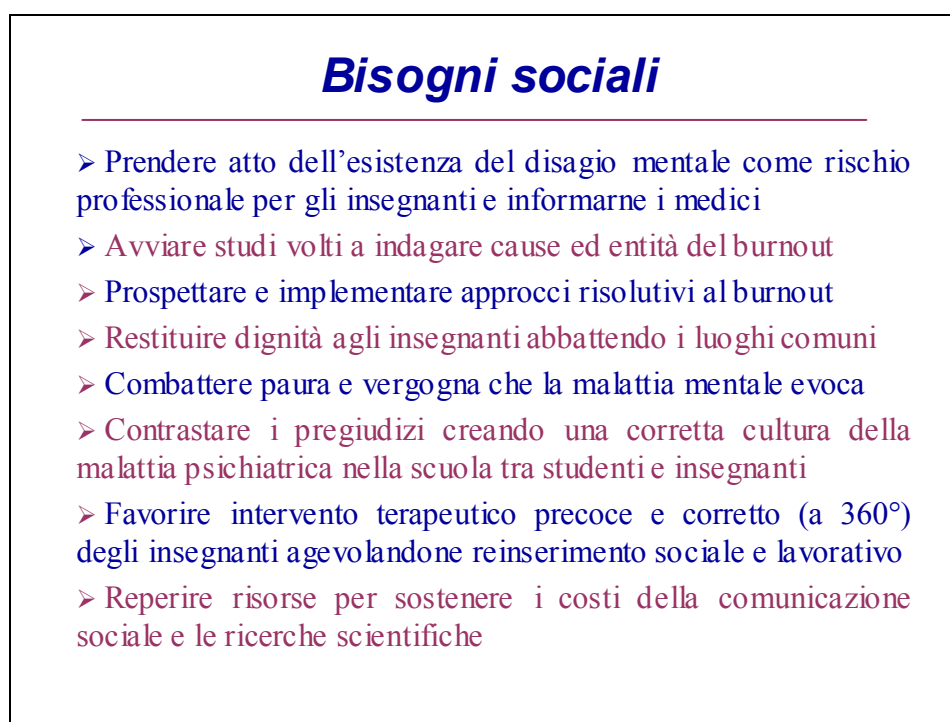 Bisogni sociali
➢ Prendere atto dell’esistenza del disagio mentale come rischio
professionale per gli insegnanti e informarne i medici
➢ Avviare studi volti a indagare cause ed entità del burnout
➢ Prospettare e implementare approcci risolutivi al burnout
➢ Restituire dignità agli insegnanti abbattendo i luoghi comuni
➢ Combattere paura e vergogna che la malattia mentale evoca
➢ Contrastare i pregiudizi creando una corretta cultura della
malattia psichiatrica nella scuola tra studenti e insegnanti
➢ Favorire intervento terapeutico precoce e corretto (a 360°)
degli insegnanti agevolandone reinserimento sociale e lavorativo
➢ Reperire risorse per sostenere i costi della comunicazione
sociale e le ricerche scientifiche